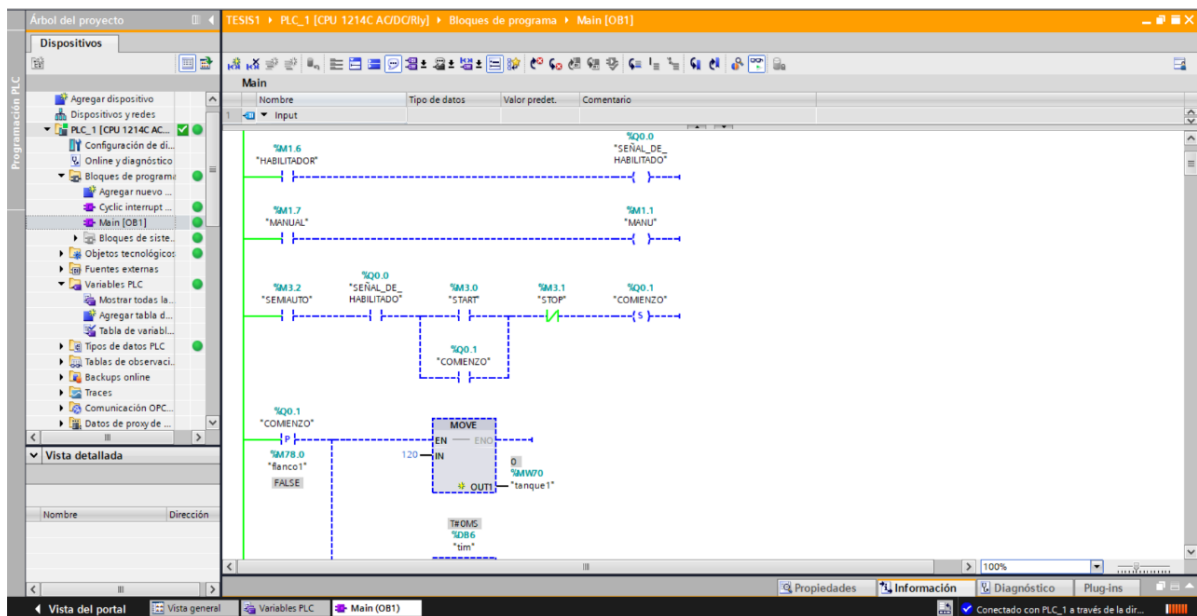 Árbol del proyecto
TESIS1 ▸ PLC_1 [CPU 1214C AC/DC/Rly] ▸ Bloques de programa ▸ Main [OB1]
Dispositivos
Programación PLC
Agregar dispositivo
Dispositivos y redes
PLC_1 [CPU 1214C AC...
Configuración de di...
Online y diagnóstico
Bloques de programa
Agregar nuevo ...
Cyclic interrupt ...
Main [OB1]
Bloques de siste..
Objetos tecnológicos
Fuentes externas
Variables PLC
Mostrar todas la..
Agregar tabla d...
Tabla de variabl...
Tipos de datos PLC
Tablas de observaci..
Backups online
Traces
Comunicación OPC...
Datos de proxy de ...
Vista detallada
Nombre
Dirección
Main
Nombre
Tipo de datos
Valor predet.
Comentario
1
Input
%M1.6
"HABILITADOR"
%Q0.0
"SEÑAL_DE_
HABILITADO"
%M1.7
"MANUAL"
%M1.1
"MANU"
%M3.2
"SEMIAUTO"
%Q0.0
"SEÑAL_DE_
HABILITADO"
%M3.0
"START"
%M3.1
"STOP"
%Q0.1
"COMIENZO"
S
%Q0.1
"COMIENZO"
%Q0.1
"COMIENZO"
P
%M78.0
"flanco1"
FALSE
MOVE
EN
ENO
120
IN
0
%MW70
OUT1
"tanque1"
T#0MS
%DB6
"tim"
100%
Propiedades
Información
Diagnóstico
Plug-ins
Vista del portal
Vista general
Variables PLC
Main (OB1)
Conectado con PLC_1 a través de la dir...